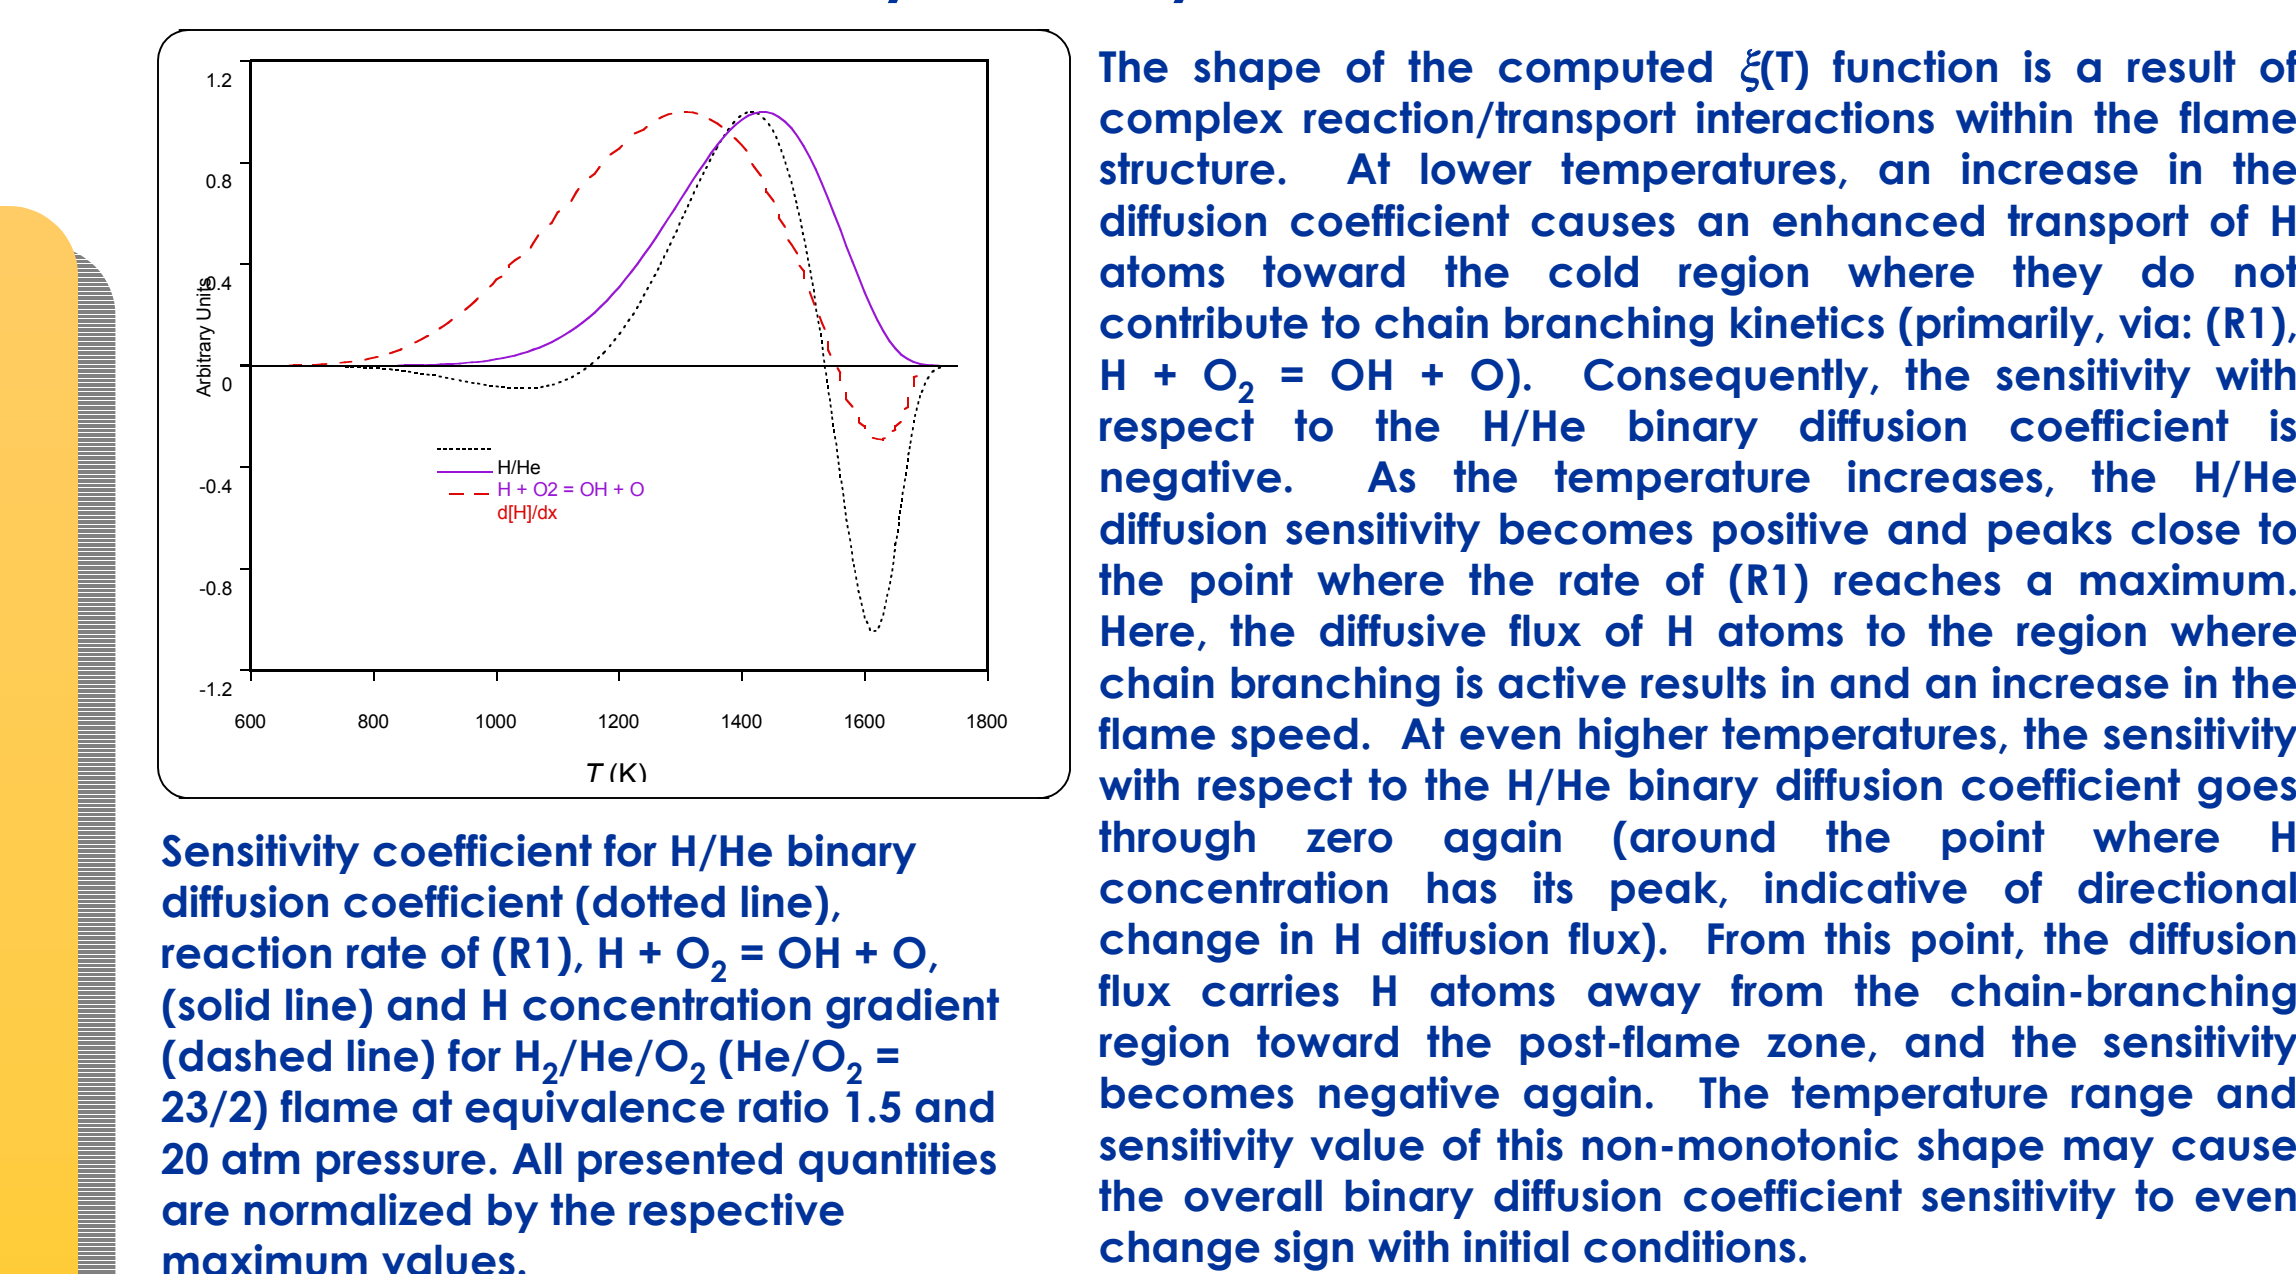 1.2
0.8
0.4
0
-0.4
-0.8
-1.2
Arbitrary Units
H/He
H + O2 = OH + O
d[H]/dx
600 800 1000 1200 1400 1600 1800
T (K)
Sensitivity coefficient for H/He binary
diffusion coefficient (dotted line),
reaction rate of (R1), H + O2 = OH + O,
(solid line) and H concentration gradient
(dashed line) for H2/He/O2 (He/O2 =
23/2) flame at equivalence ratio 1.5 and
20 atm pressure. All presented quantities
are normalized by the respective
maximum values.
The shape of the computed ξ(T) function is a result of
complex reaction/transport interactions within the flame
structure. At lower temperatures, an increase in the
diffusion coefficient causes an enhanced transport of H
atoms toward the cold region where they do not
contribute to chain branching kinetics (primarily, via: (R1),
H + O2 = OH + O). Consequently, the sensitivity with
respect to the H/He binary diffusion coefficient is
negative. As the temperature increases, the H/He
diffusion sensitivity becomes positive and peaks close to
the point where the rate of (R1) reaches a maximum.
Here, the diffusive flux of H atoms to the region where
chain branching is active results in and an increase in the
flame speed. At even higher temperatures, the sensitivity
with respect to the H/He binary diffusion coefficient goes
through zero again (around the point where H
concentration has its peak, indicative of directional
change in H diffusion flux). From this point, the diffusion
flux carries H atoms away from the chain-branching
region toward the post-flame zone, and the sensitivity
becomes negative again. The temperature range and
sensitivity value of this non-monotonic shape may cause
the overall binary diffusion coefficient sensitivity to even
change sign with initial conditions.